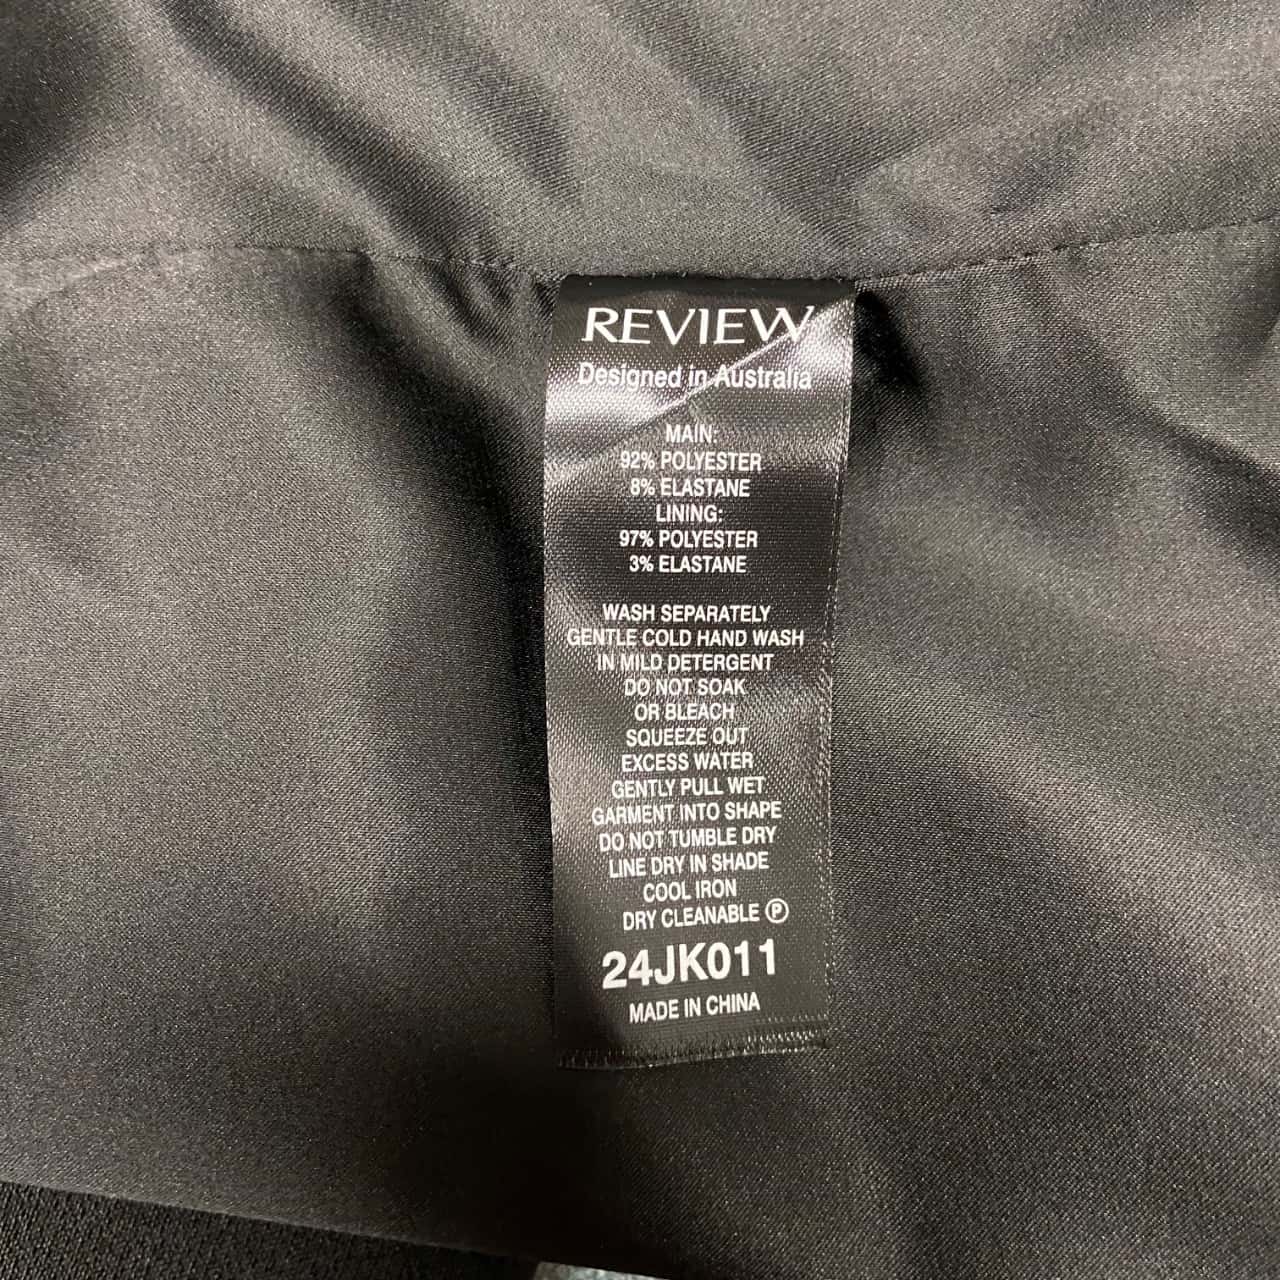 REVIEW
Designed in Australia
MAIN:
92% POLYESTER
8% ELASTANE
LINING:
97% POLYESTER
3% ELASTANE
WASH SEPARATELY
GENTLE COLD HAND WASH
IN MILD DETERGENT
DO NOT SOAK
OR BLEACH
SQUEEZE OUT
EXCESS WATER
GENTLY PULL WET
GARMENT INTO SHAPE
DO NOT TUMBLE DRY
LINE DRY IN SHADE
COOL IRON
DRY CLEANABLE Ⓟ
24JK011
MADE IN CHINA